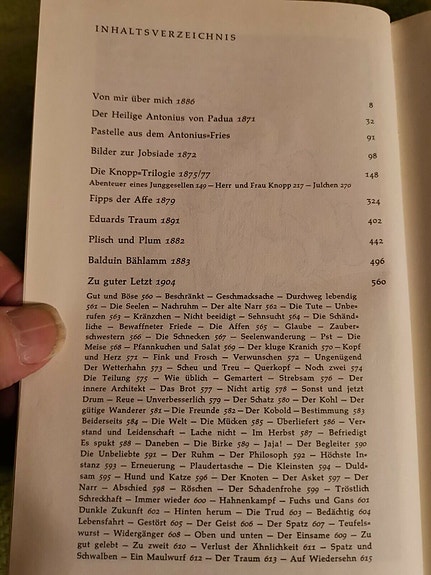 INHALTSVERZEICHNIS
Von mir über mich 1886 8
Der Heilige Antonius von Padua 1871 32
Pastelle aus dem Antonius=Fries 91
Bilder zur Jobsiade 1872 98
Die Knopp=Trilogie 1875/77 148
Abenteuer eines Junggesellen 149 — Herr und Frau Knopp 217 — Julchen 270
Fipps der Affe 1879 324
Eduards Traum 1891 402
Plisch und Plum 1882 442
Balduin Bählamm 1883 496
Zu guter Letzt 1904 560
Gut und Böse 560 — Beschränkt — Geschmacksache — Durchweg lebendig
561 — Die Seelen — Nachruhm — Der alte Narr 562 — Die Tute — Unbe=
rufen 563 — Kränzchen — Nicht beeidigt — Sehnsucht 564 — Die Schänd=
liche — Bewaffneter Friede — Die Affen 565 — Glaube — Zauber=
schwestern 566 — Die Schnecken 567 — Seelenwanderung — Pst — Die
Meise 568 — Pfannkuchen und Salat 569 — Der kluge Kranich 570 — Kopf
und Herz 571 — Fink und Frosch — Verwunschen 572 — Ungenügend
Der Wetterhahn 573 — Scheu und Treu — Querkopf — Noch zwei 574
Die Teilung 575 — Wie üblich — Gemartert — Strebsam 576 — Der
innere Architekt — Das Brot — 577 — Nicht artig 578 — Sonst und jetzt
Drum — Reue — Unverbesserlich 579 — Der Schatz 580 — Der Kohl — Der
gütige Wanderer 581 — Die Freunde 582 — Der Kobold — Bestimmung 583
Beiderseits 584 — Die Welt — Die Mücken 585 — Überliefert 586 — Ver=
stand und Leidenschaft — Lache nicht — Im Herbst 587 — Befriedigt
Es spukt 588 — Daneben — Die Birke 589 — Jaja! — Der Begleiter 590
Die Unbeliebte 591 — Der Ruhm — Der Philosoph 592 — Höchste In=
stanz 593 — Erneuerung — Plaudertasche — Die Kleinsten 594 — Duld=
sam 595 — Hund und Katze 596 — Der Knoten — Der Asket 597 — Der
Narr — Abschied 598 — Röschen — Der Schadenfrohe 599 — Tröstlich
Schreckhaft — Immer wieder 600 — Hahnenkampf — Fuchs und Gans 601
Dunkle Zukunft 602 — Hinten herum — Die Trud 603 — Bedächtig 604
Lebensfahrt — Gestört 605 — Der Geist 606 — Der Spatz 607 — Teufels=
wurst — Widergänger 608 — Oben und unten — Der Einsame 609 — Zu
gut gelebt — Zu zweit 610 — Verlust der Ähnlichkeit 611 — Spatz und
Schwalben — Ein Maulwurf 612 — Der Traum 613 — Auf Wiedersehn 615